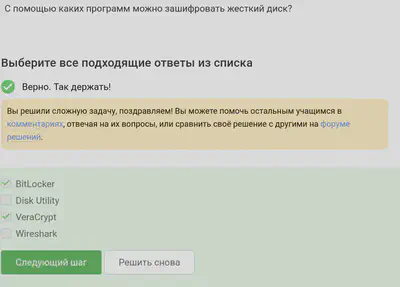 С помощью каких программ можно зашифровать жесткий диск?
Выберите все подходящие ответы из списка
Верно. Так держать!
Вы решили сложную задачу, поздравляем! Вы можете помочь остальным учащимся в
комментариях, отвечая на их вопросы, или сравнить своё решение с другими на форуме
решений.
BitLocker
Disk Utility
VeraCrypt
Wireshark
Следующий шаг
Решить снова